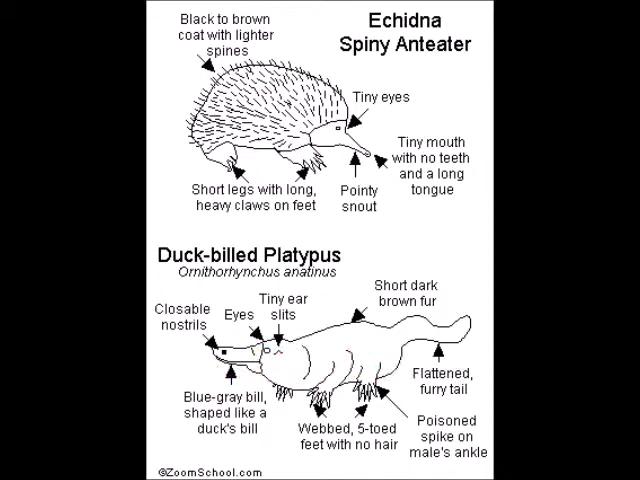 Echidna
Spiny Anteater
Black to brown
coat with lighter
spines
Tiny eyes
Tiny mouth
with no teeth
and a long
tongue
Short legs with long,
heavy claws on feet
Pointy
snout
Duck-billed Platypus
Ornithorhynchus anatinus
Closable
nostrils
Eyes
Tiny ear
slits
Short dark
brown fur
Flattened,
furry tail
Blue-gray bill,
shaped like a
duck's bill
Webbed, 5-toed
feet with no hair
Poisoned
spike on
male's ankle
©ZoomSchool.com